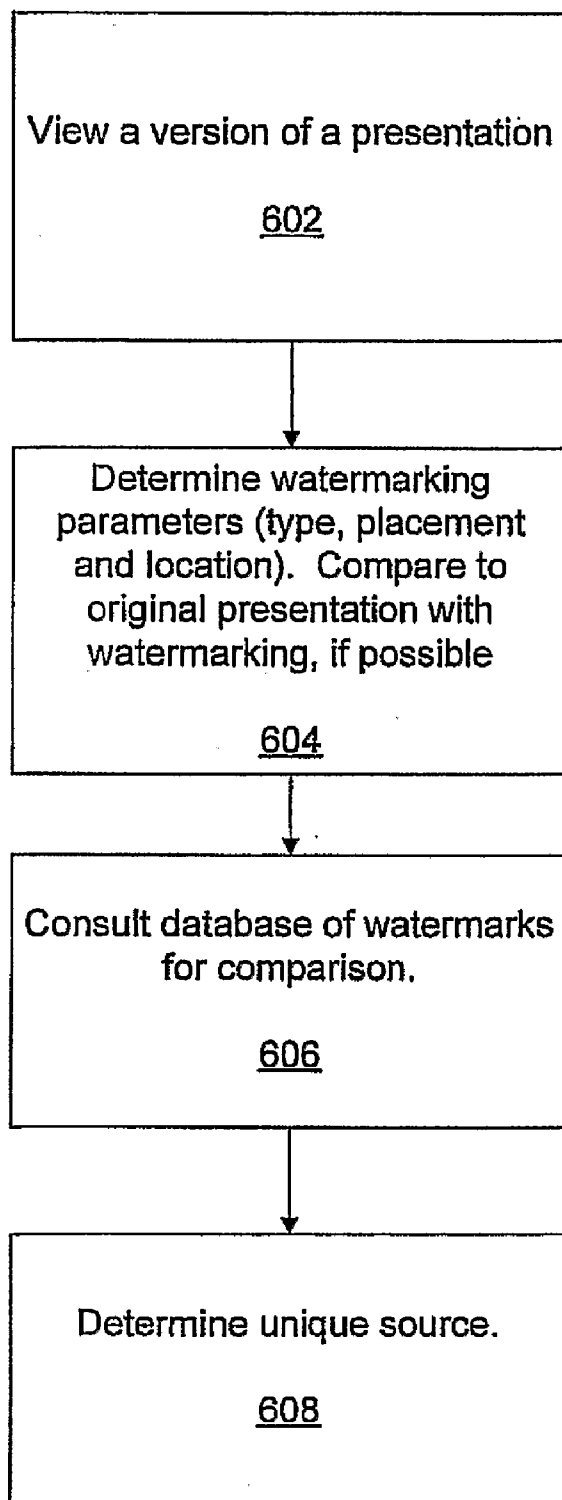 View a version of a presentation
602
Determine watermarking
parameters (type, placement
and location). Compare to
original presentation with
watermarking, if possible
604
Consult database of watermarks
for comparison.
606
Determine unique source.
608